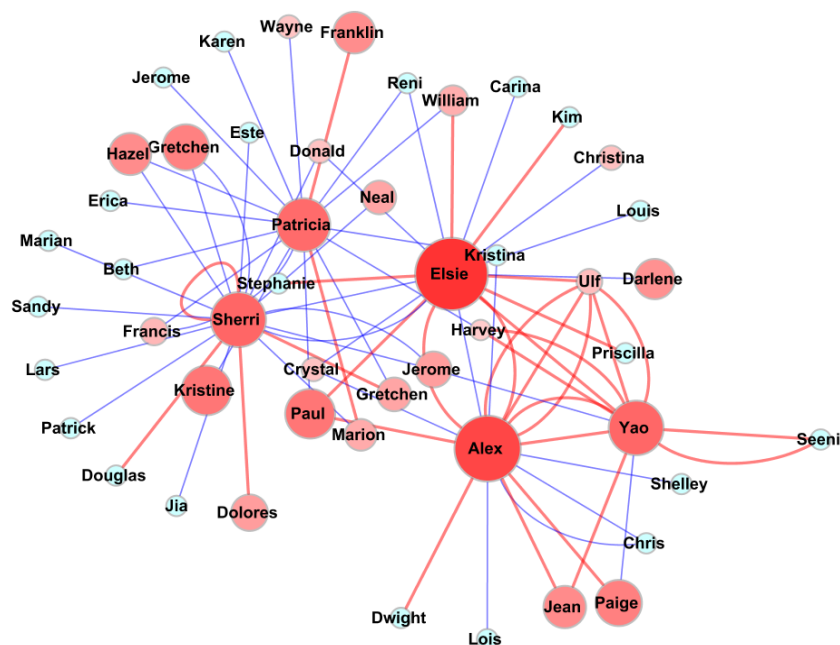 Wayne
Franklin
Karen
Jerome
Reni
William
Carina
Kim
Este
Gretchen
Hazel
Donald
Christina
Erica
Neal
Louis
Patricia
Marian
Beth
Kristina
Elsie
Stephanie
Ulf
Darlene
Sandy
Sherri
Francis
Harvey
Priscilla
Lars
Crystal
Jerome
Kristine
Gretchen
Paul
Marion
Patrick
Yao
Seeni
Alex
Douglas
Shelley
Jia
Dolores
Chris
Dwight
Jean
Paige
Lois